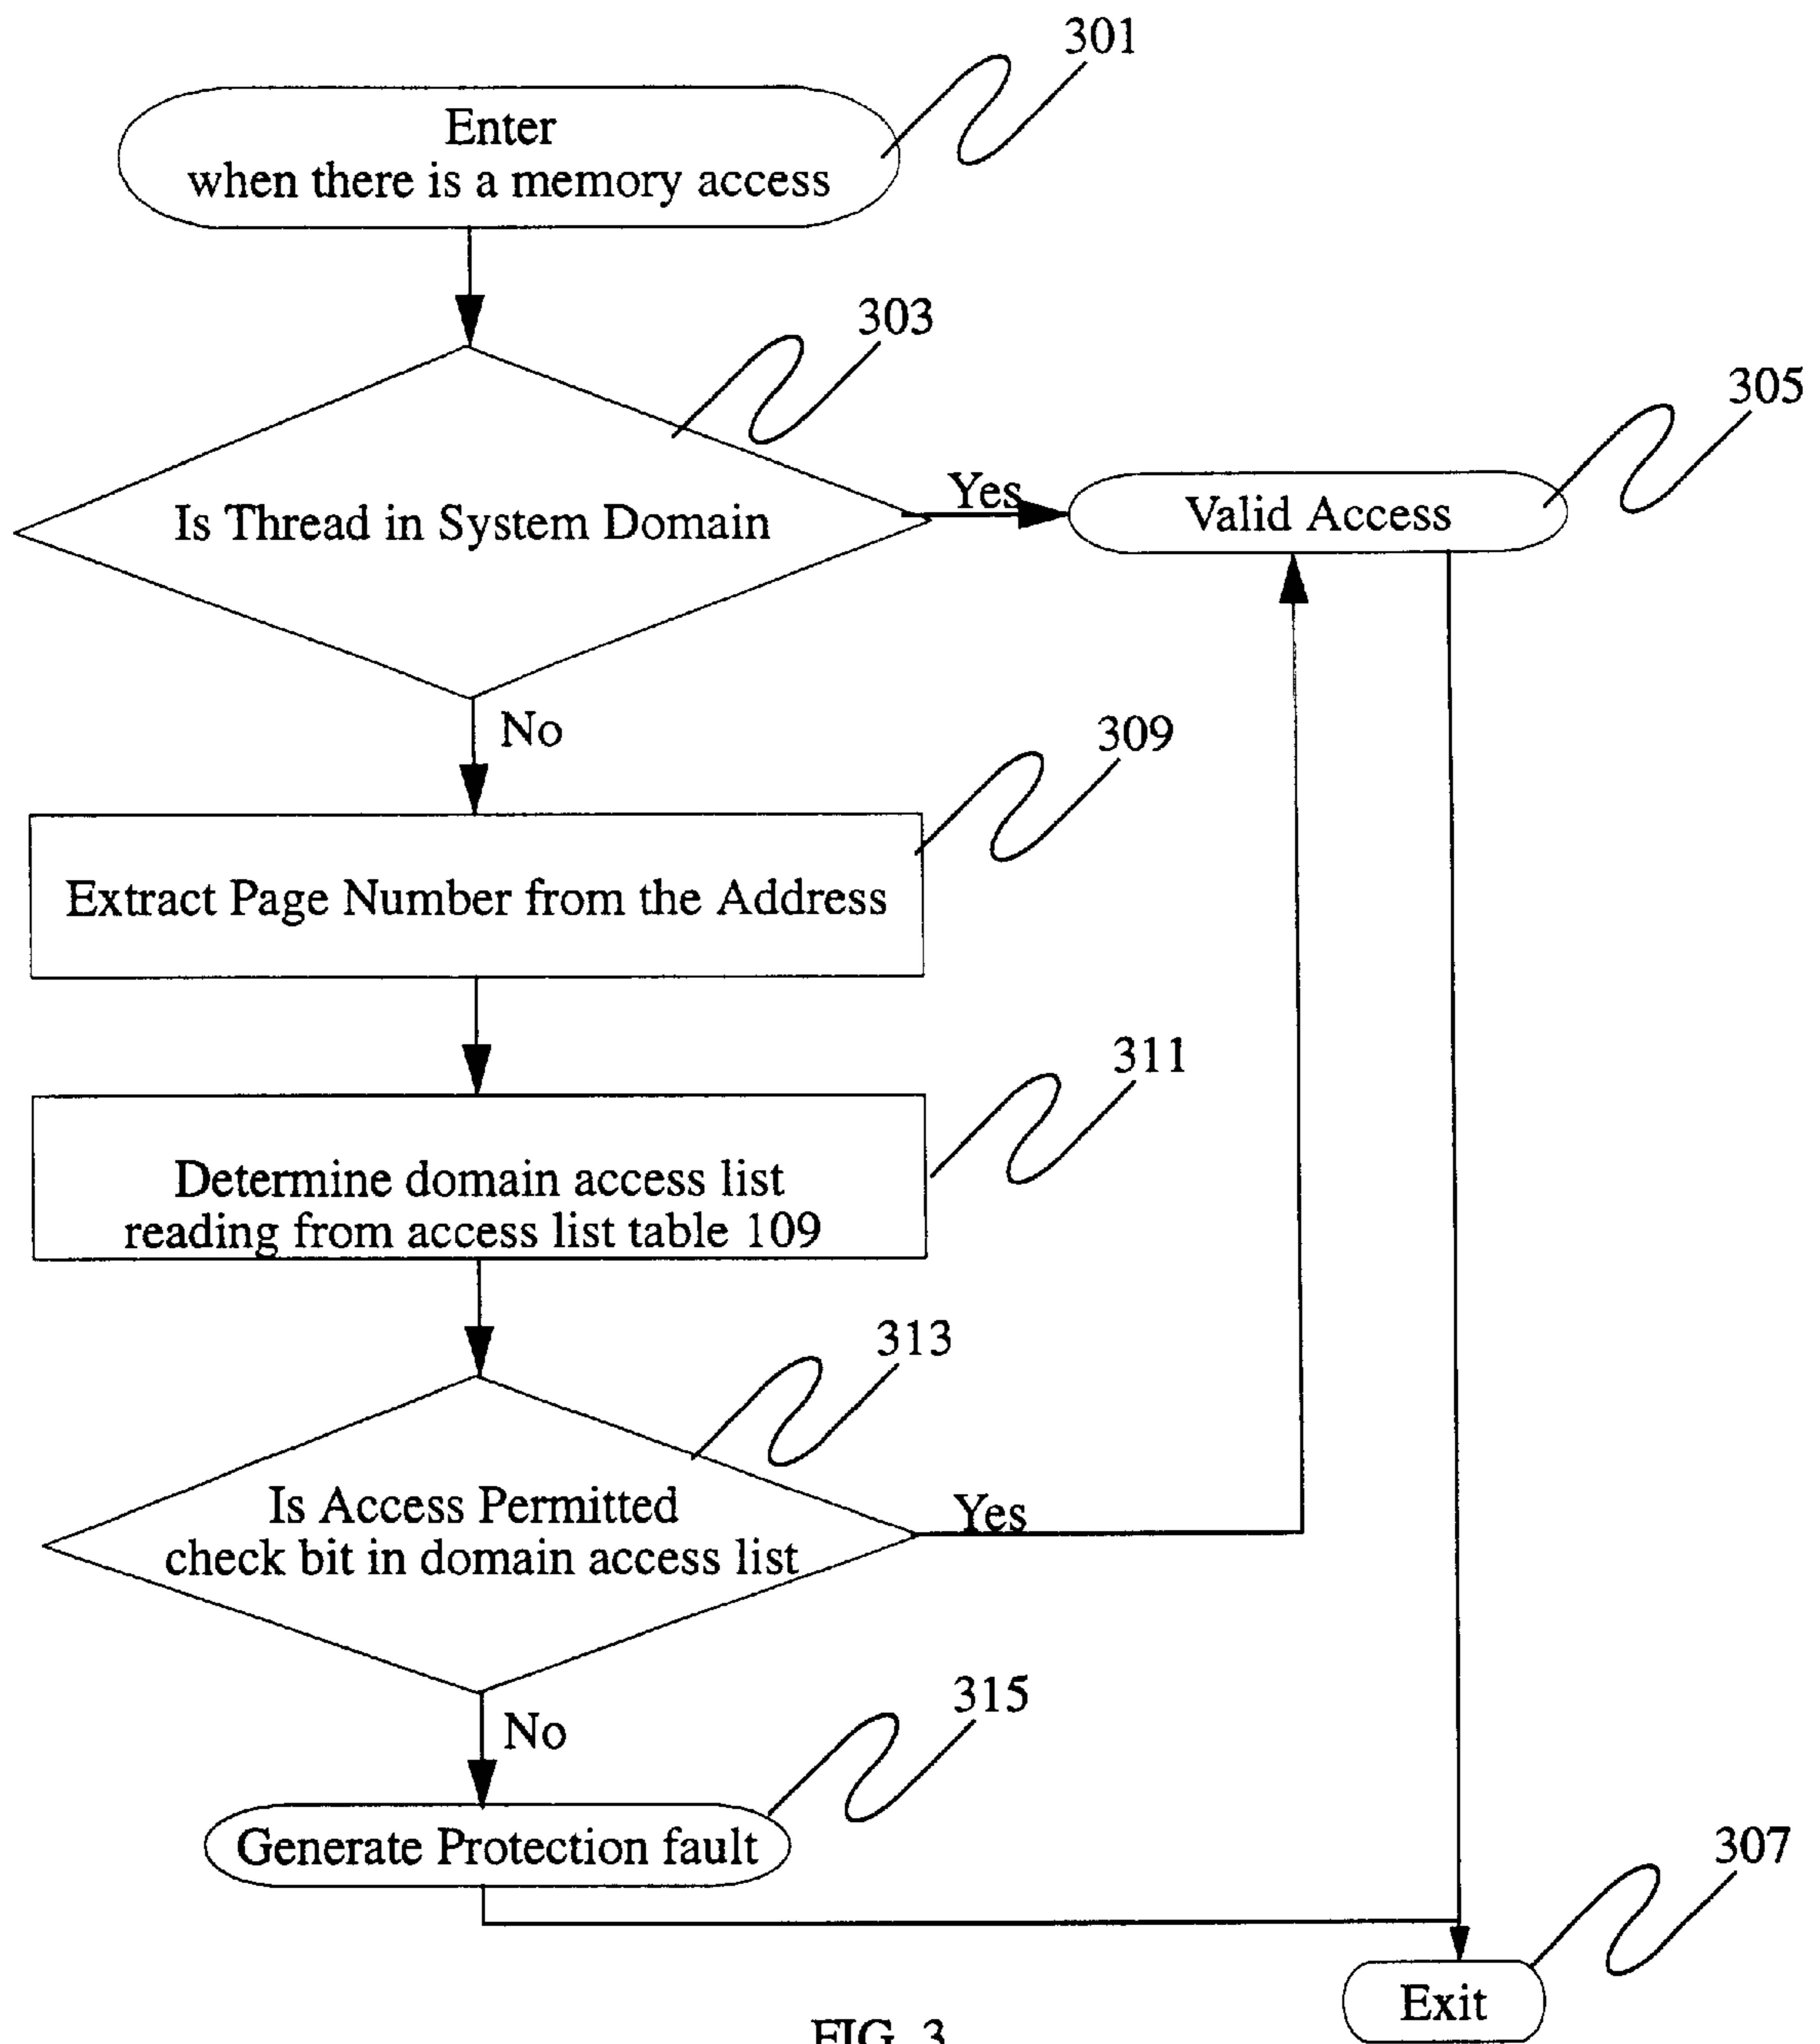 301
Enter
when there is a memory access
303
305
Yes
Valid Access
Is Thread in System Domain
No
309
Extract Page Number from the Address
311
Determine domain access list
reading from access list table 109
313
Is Access Permitted
check bit in domain access list
Yes
315
No
Generate Protection fault
307
Exit
FIG. 3